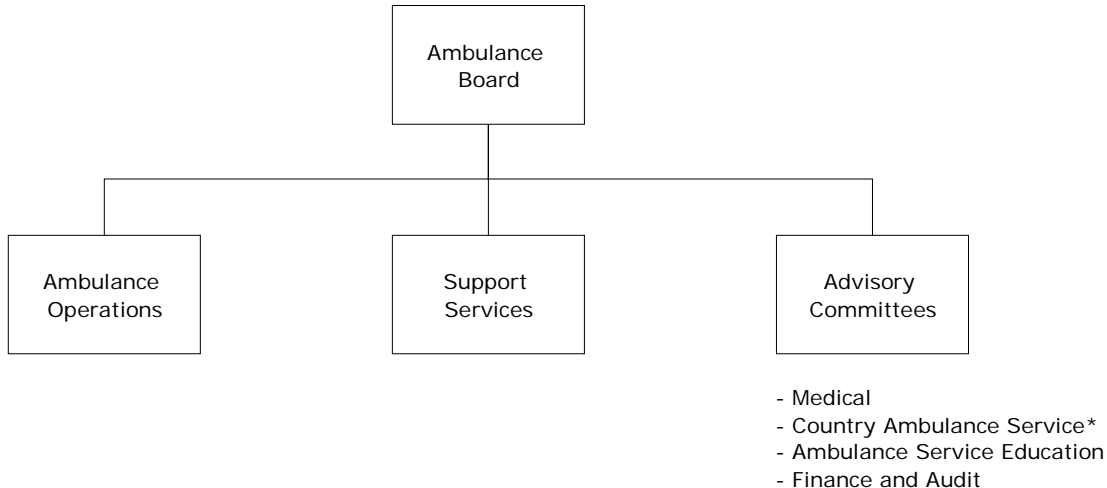 Ambulance
Board
Ambulance
Operations
Support
Services
Advisory
Committees
- Medical
- Country Ambulance Service*
- Ambulance Service Education
- Finance and Audit